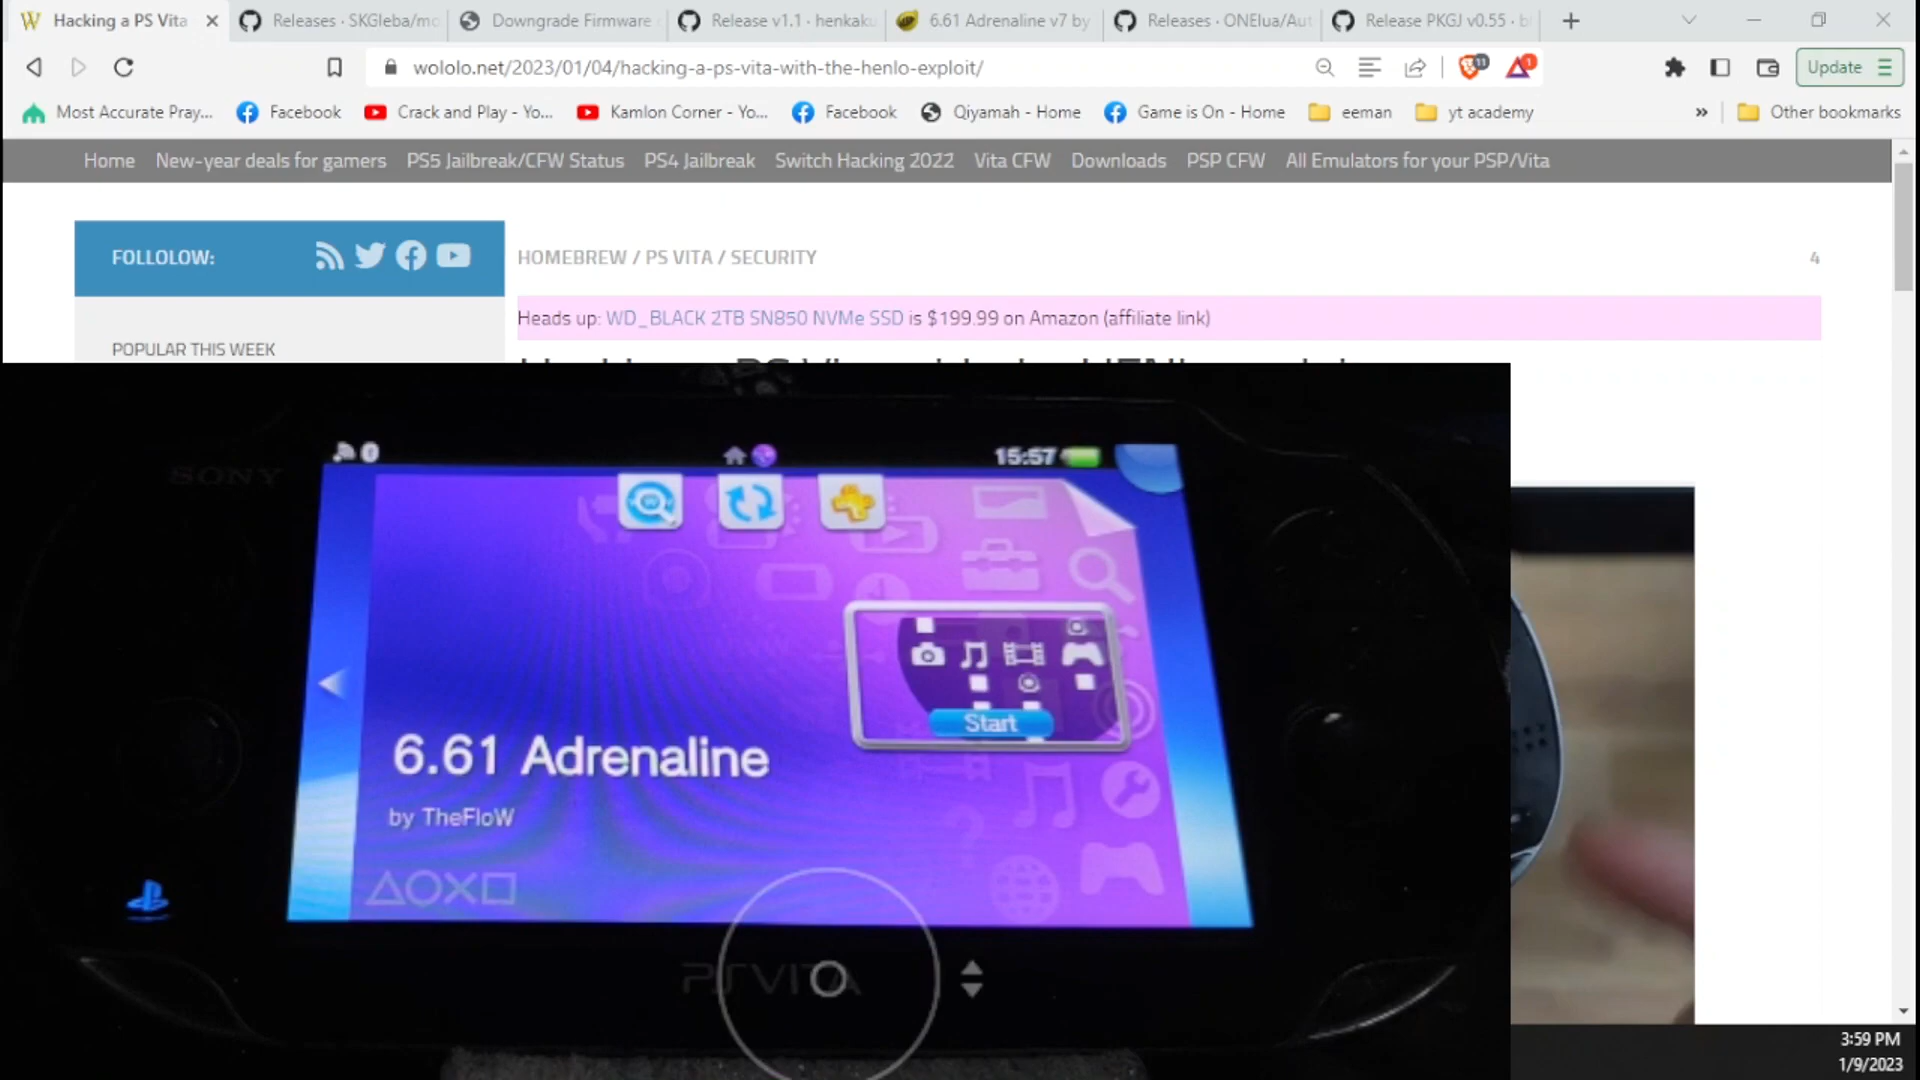 Hacking a PS Vita
Releases · SKGleba/mo
Downgrade Firmware
Release v1.1 · henkaku
6.61 Adrenaline v7 by
Releases · ONElua/Aut
Release PKGJ v0.55 · bl
wololo.net/2023/01/04/hacking-a-ps-vita-with-the-henlo-exploit/
11
1
Update
Most Accurate Pray...
Facebook
Crack and Play - Yo...
Kamlon Corner - Yo...
Facebook
Qiyamah - Home
Game is On - Home
eeman
yt academy
»
Other bookmarks
Home New-year deals for gamers PS5 Jailbreak/CFW Status PS4 Jailbreak Switch Hacking 2022 Vita CFW Downloads PSP CFW All Emulators for your PSP/Vita
FOLLOLOW:
HOMEBREW / PS VITA / SECURITY
4
Heads up: WD_BLACK 2TB SN850 NVMe SSD is $199.99 on Amazon (affiliate link)
POPULAR THIS WEEK
SONY
15:57
Start
6.61 Adrenaline
by TheFloW
PSVITA
3:59 PM
1/9/2023